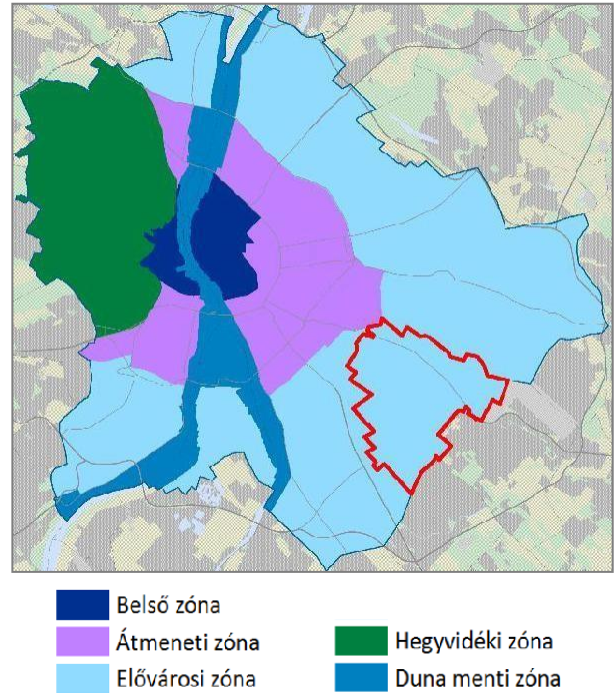 Belső zóna
Átmeneti zóna
Elővárosi zóna
Hegyvidéki zóna
Duna menti zóna